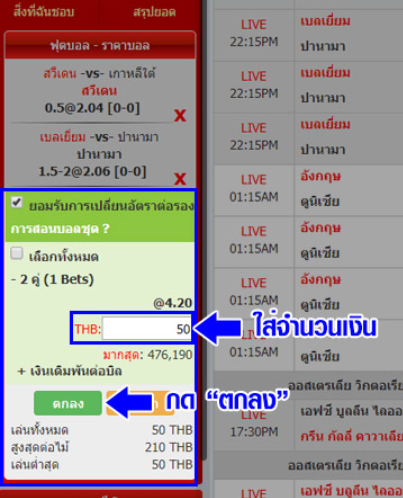 สิ่งที่ฉันชอบ สรุปยอด
ฟุตบอล - ราคาบอล
สวีเดน -vs- เกาหลีใต้
สวีเดน
0.5@2.04 [0-0]
X
เบลเยี่ยม -vs- ปานามา
ปานามา
1.5-2@2.06 [0-0]
X
ยอมรับการเปลี่ยนอัตราต่อรอง
การสอนบอลชุด ?
เลือกทั้งหมด
- 2 คู่ (1 Bets)
@4.20
THB: 50
มากสุด: 476,190
+ เงินเดิมพันต่อบิล
ตกลง
เล่นทั้งหมด 50 THB
สูงสุดต่อไม้ 210 THB
เล่นต่ำสุด 50 THB
ใส่จำนวนเงิน
กด “ตกลง”
LIVE เบลเยี่ยม
22:15PM ปานามา
LIVE เบลเยี่ยม
22:15PM ปานามา
LIVE เบลเยี่ยม
22:15PM ปานามา
LIVE อังกฤษ
01:15AM ตูนิเซีย
LIVE อังกฤษ
01:15AM ตูนิเซีย
LIVE อังกฤษ
01:15AM ตูนิเซีย
01:15AM ตูนิเซีย
ออสเตรเลีย วิกตอเรีย
LIVE เอฟซี บูลีน ไลออ
17:30PM กรีน กัลลี่ คาวาเลีย
ออสเตรเลีย วิกตอเรีย
LIVE เอฟซี บูลีน ไลออ